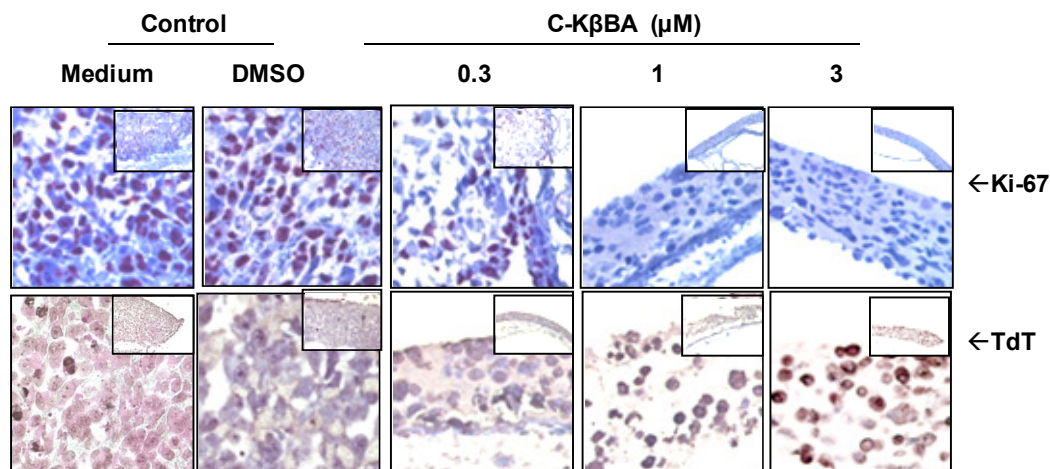 Control C-KβBA (µM)
Medium DMSO 0.3 1 3
←Ki-67
←TdT